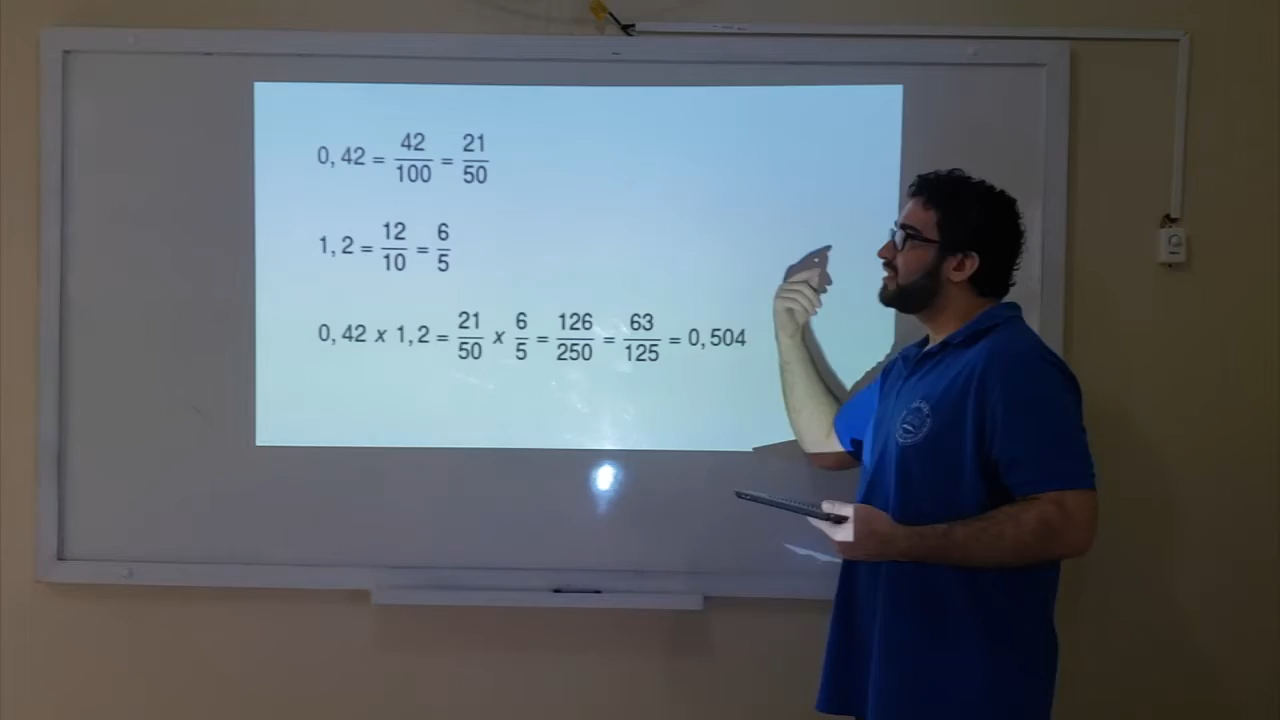 0,42 = 42/100 = 21/50
1,2 = 12/10 = 6/5
0,42 x 1,2 = 21/50 x 6/5 = 126/250 = 63/125 = 0,504